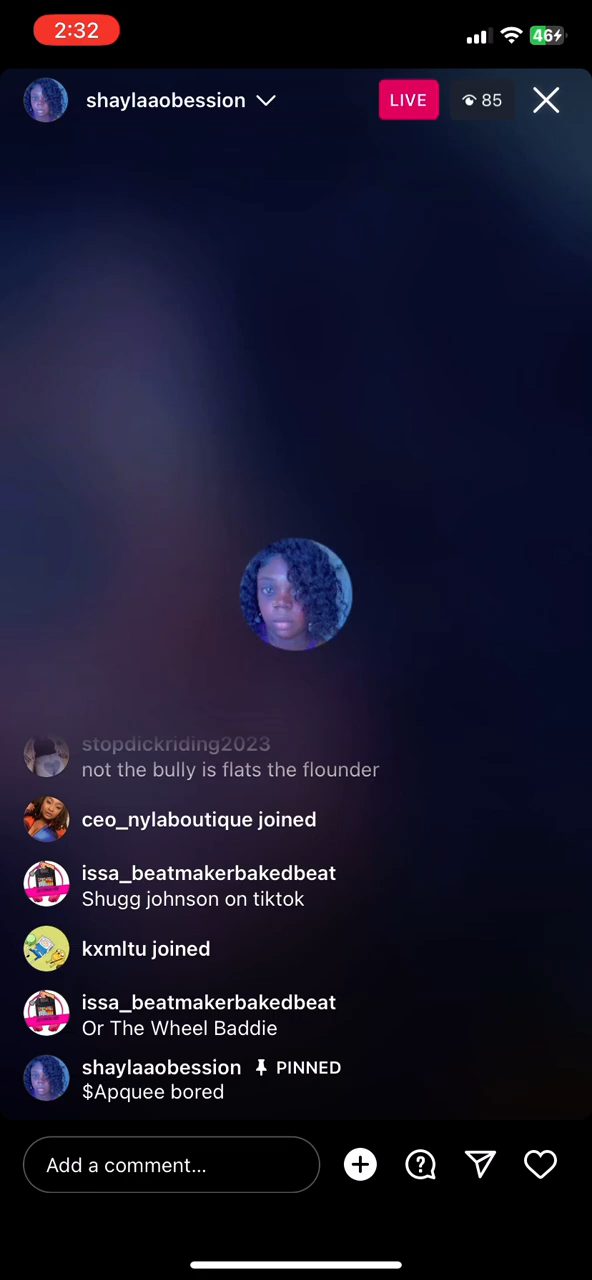 2:32
46
shaylaaobession
LIVE
85
stopdickriding2023
not the bully is flats the flounder
ceo_nylaboutique joined
issa_beatmakerbakedbeat
Shugg johnson on tiktok
kxmltu joined
issa_beatmakerbakedbeat
Or The Wheel Baddie
shaylaaobession PINNED
$Apquee bored
Add a comment...